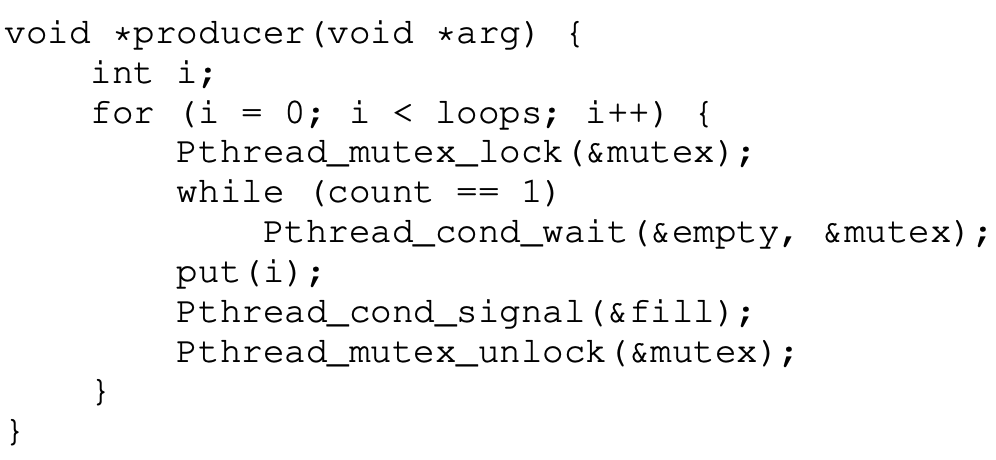 void *producer(void *arg) {
    int i;
    for (i = 0; i < loops; i++) {
        Pthread_mutex_lock(&mutex);
        while (count == 1)
            Pthread_cond_wait(&empty, &mutex);
        put(i);
        Pthread_cond_signal(&fill);
        Pthread_mutex_unlock(&mutex);
    }
}